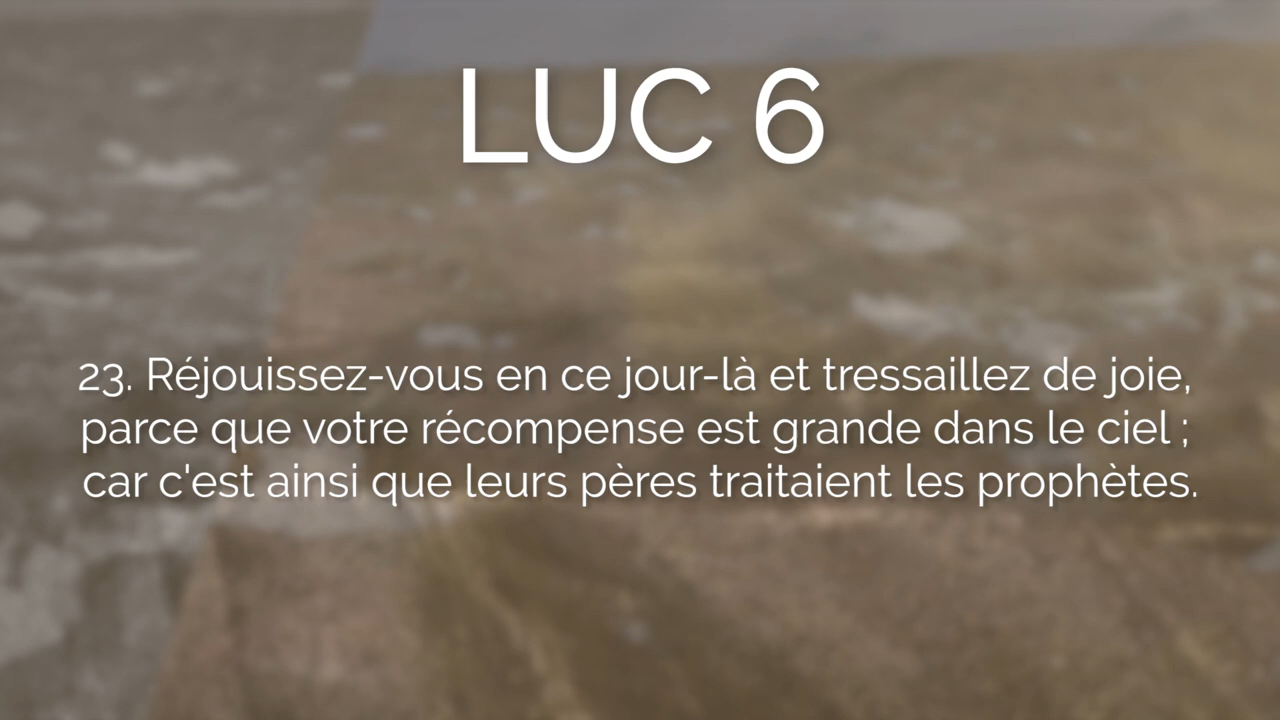 LUC 6
23. Réjouissez-vous en ce jour-là et tressaillez de joie,
parce que votre récompense est grande dans le ciel ;
car c'est ainsi que leurs pères traitaient les prophètes.